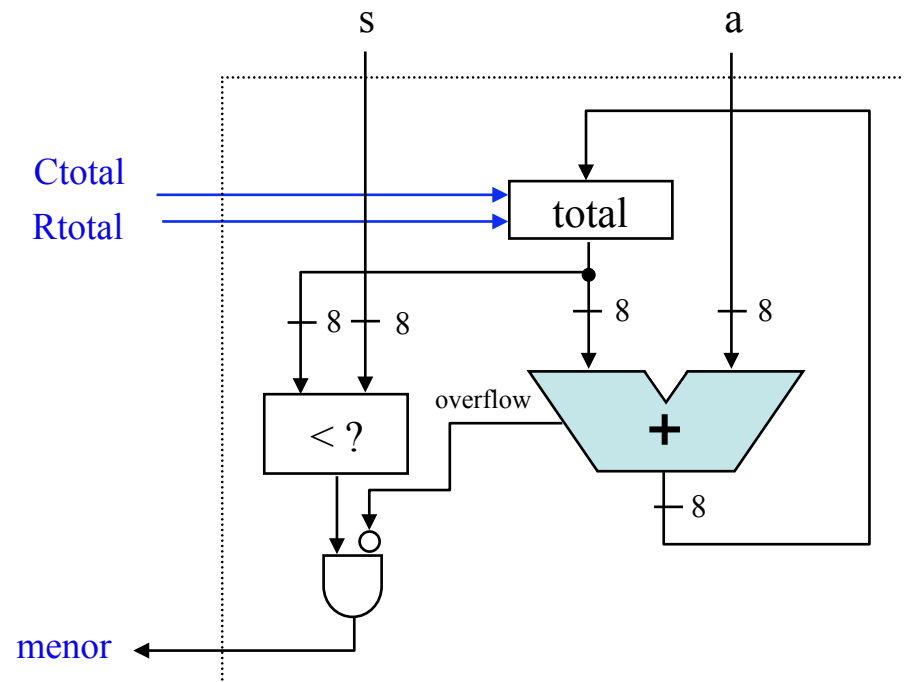 s
a
Ctotal
Rtotal
total
8
8
8
8
overflow
< ?
+
8
menor